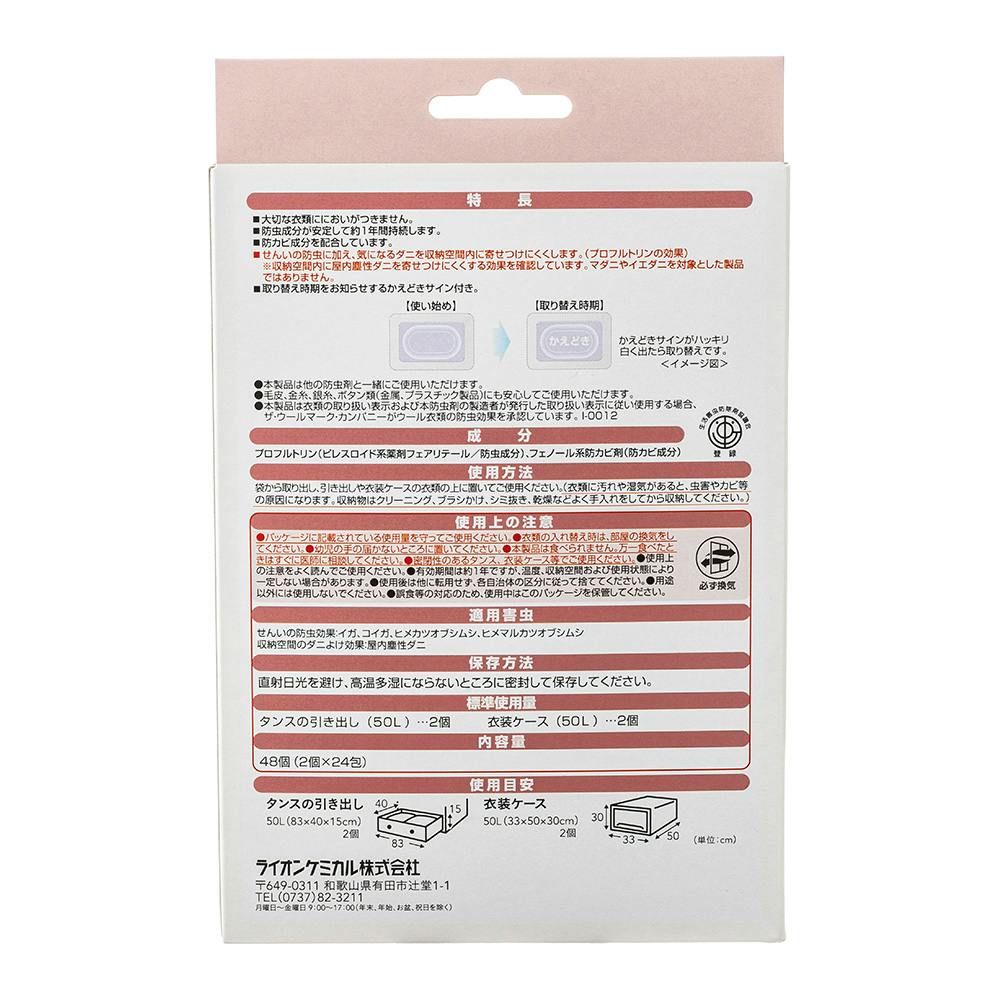 特長
■大切な衣類ににおいがつきません。
■防虫成分が安定して約1年間持続します。
■防カビ成分を配合しています。
■せんいの防虫に加え、気になるダニを収納空間内に寄せつけにくくします。(プロフルトリンの効果)
※収納空間内に屋内塵性ダニを寄せつけにくくする効果を確認しています。マダニやイエダニを対象とした製品
ではありません。
■取り替え時期をお知らせするかえどきサイン付き。
【使い始め】
【取り替え時期】
かえどき
かえどきサインがハッキリ
白く出たら取り替えです。
＜イメージ図＞
●本製品は他の防虫剤と一緒にご使用いただけます。
●毛皮、金糸、銀糸、ボタン類(金属、プラスチック製品)にも安心してご使用いただけます。
●本製品は衣類の取り扱い表示および本防虫剤の製造者が発行した取り扱い表示に従い使用する場合、
ザ・ウールマーク・カンパニーがウール衣類の防虫効果を承認しています。I-0012
生活害虫防除剤協議会
登録
成分
プロフルトリン(ピレスロイド系薬剤フェアリテール／防虫成分)、フェノール系防カビ剤(防カビ成分)
使用方法
袋から取り出し、引き出しや衣装ケースの衣類の上に置いてご使用ください。(衣類に汚れや湿気があると、虫害やカビ等
の原因になります。収納物はクリーニング、ブラシかけ、シミ抜き、乾燥などよく手入れをしてから収納してください。)
使用上の注意
●パッケージに記載されている使用量を守ってご使用ください。●衣類の入れ替え時は、部屋の換気をし
てください。●幼児の手の届かないところに置いてください。●本製品は食べられません。万一食べたと
きはすぐに医師に相談してください。●密閉性のあるタンス、衣装ケース等でご使用ください。●使用上
の注意をよく読んでご使用ください。●有効期間は約1年ですが、温度、収納空間および使用状態により
一定しない場合があります。●使用後は他に転用せず、各自治体の区分に従って捨ててください。●用途
以外には使用しないでください。●誤食等の対応のため、使用中はこのパッケージを保管してください。
必ず換気
適用害虫
せんいの防虫効果:イガ、コイガ、ヒメカツオブシムシ、ヒメマルカツオブシムシ
収納空間のダニよけ効果:屋内塵性ダニ
保存方法
直射日光を避け、高温多湿にならないところに密封して保存してください。
標準使用量
タンスの引き出し(50L)…2個 衣装ケース(50L)…2個
内容量
48個(2個×24包)
使用目安
タンスの引き出し
50L(83×40×15cm)
2個
40
15
83
衣装ケース
50L(33×50×30cm)
2個
30
33
50
(単位:cm)
ライオンケミカル株式会社
〒649-0311 和歌山県有田市辻堂1-1
TEL(0737)82-3211
月曜日～金曜日 9:00～17:00(年末、年始、お盆、祝日を除く)